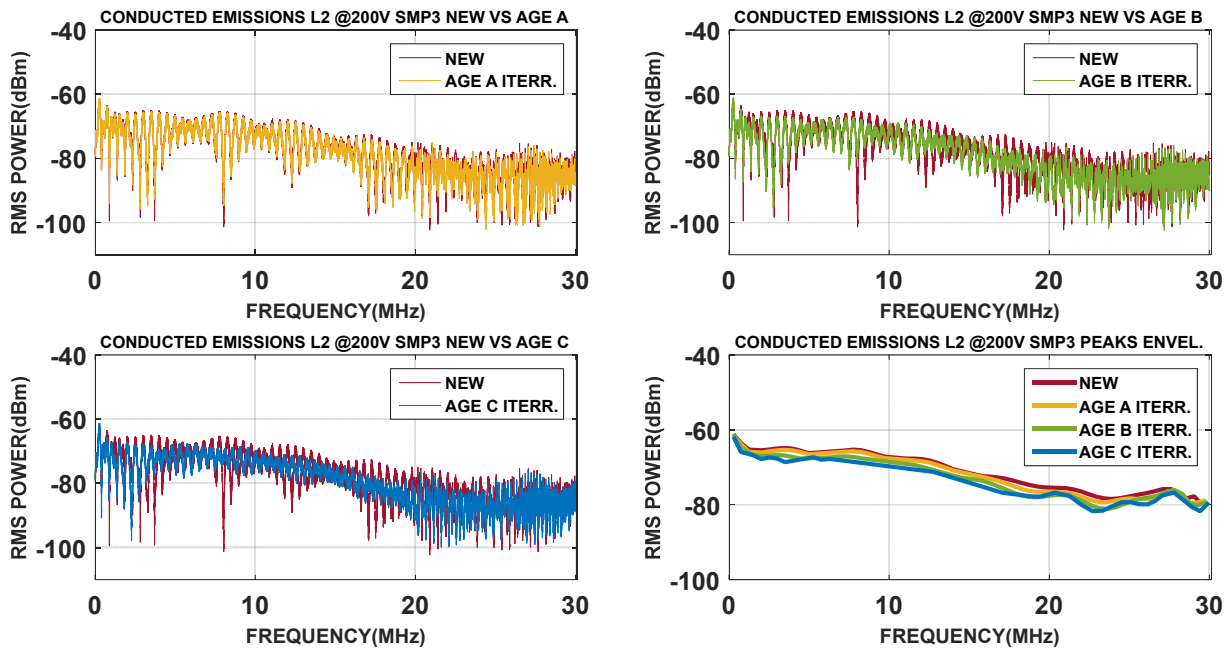 CONDUCTED EMISSIONS L2 @200V SMP3 NEW VS AGE A
-40
-60
-80
-100
RMS POWER(dBm)
NEW
AGE A ITERR.
0
10
20
30
FREQUENCY(MHz)
CONDUCTED EMISSIONS L2 @200V SMP3 NEW VS AGE B
-40
-60
-80
-100
RMS POWER(dBm)
NEW
AGE B ITERR.
0
10
20
30
FREQUENCY(MHz)
CONDUCTED EMISSIONS L2 @200V SMP3 NEW VS AGE C
-40
-60
-80
-100
RMS POWER(dBm)
NEW
AGE C ITERR.
0
10
20
30
FREQUENCY(MHz)
CONDUCTED EMISSIONS L2 @200V SMP3 PEAKS ENVEL.
-40
-60
-80
-100
RMS POWER(dBm)
NEW
AGE A ITERR.
AGE B ITERR.
AGE C ITERR.
0
10
20
30
FREQUENCY(MHz)